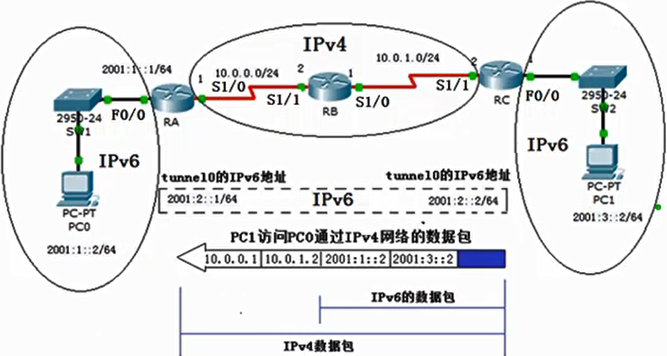 IPv4
2001:1::1/64
10.0.0.0/24
10.0.1.0/24
1
2
1
2
1
S1/0
S1/1
S1/0
S1/1
F0/0
F0/0
2950-24
SW1
RA
RB
RC
2950-24
SW2
IPv6
IPv6
PC-PT
PC0
2001:1::2/64
PC-PT
PC1
2001:3::2/64
tunnel0的IPv6地址
tunnel0的IPv6地址
2001:2::1/64
IPv6
2001:2::2/64
PC1访问PC0通过IPv4网络的数据包
10.0.0.1 10.0.1.2 2001:1::2 2001:3::2
IPv6的数据包
IPv4数据包